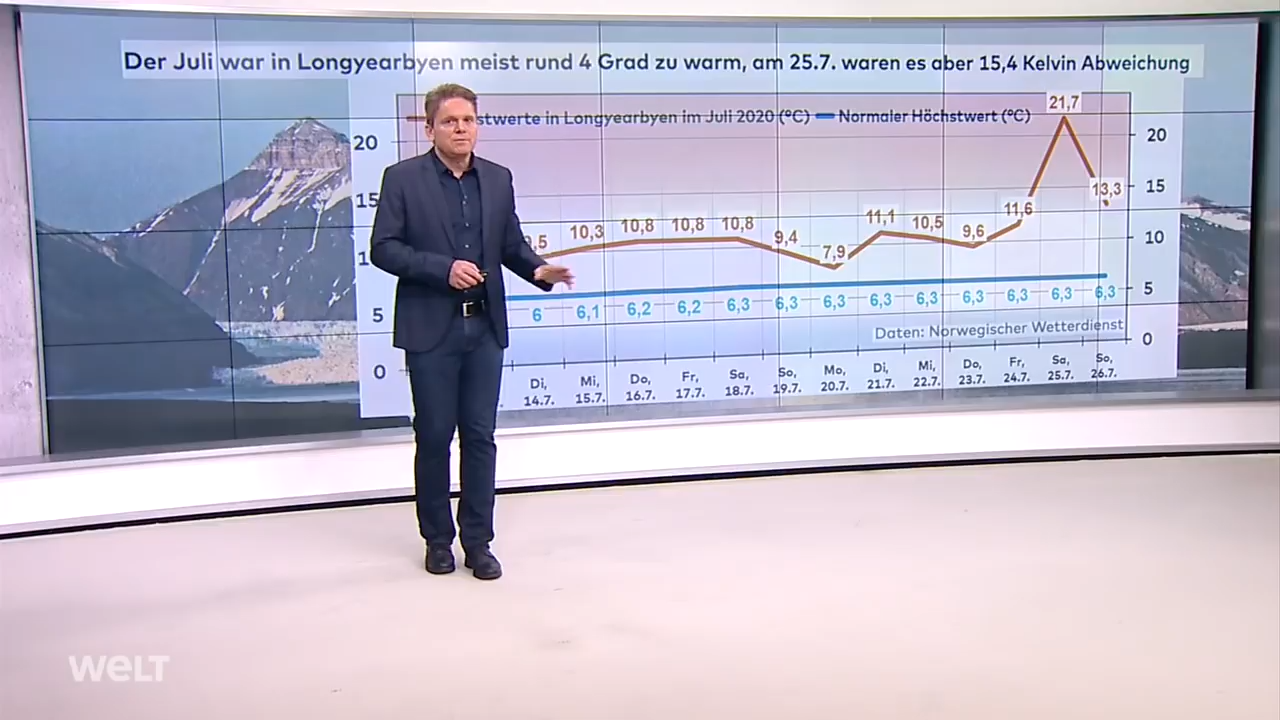 Der Juli war in Longyearbyen meist rund 4 Grad zu warm, am 25.7. waren es aber 15,4 Kelvin Abweichung
in Longyearbyen im Juli 2020 (°C) Normaler Höchstwert (°C)
20 15 5 0
10,3 10,8 10,8 10,8 9,4 7,9 11,1 10,5 9,6 11,6 21,7 13,3
20 15 10 5 0
6 6,1 6,2 6,2 6,3 6,3 6,3 6,3 6,3 6,3 6,3 6,3 6,3
Daten: Norwegischer Wetterdienst
Di, Mi, Do, Fr, Sa, So, Mo, Di, Mi, Do, Fr, Sa, So,
14.7. 15.7. 16.7. 17.7. 18.7. 19.7. 20.7. 21.7. 22.7. 23.7. 24.7. 25.7. 26.7.
WELT